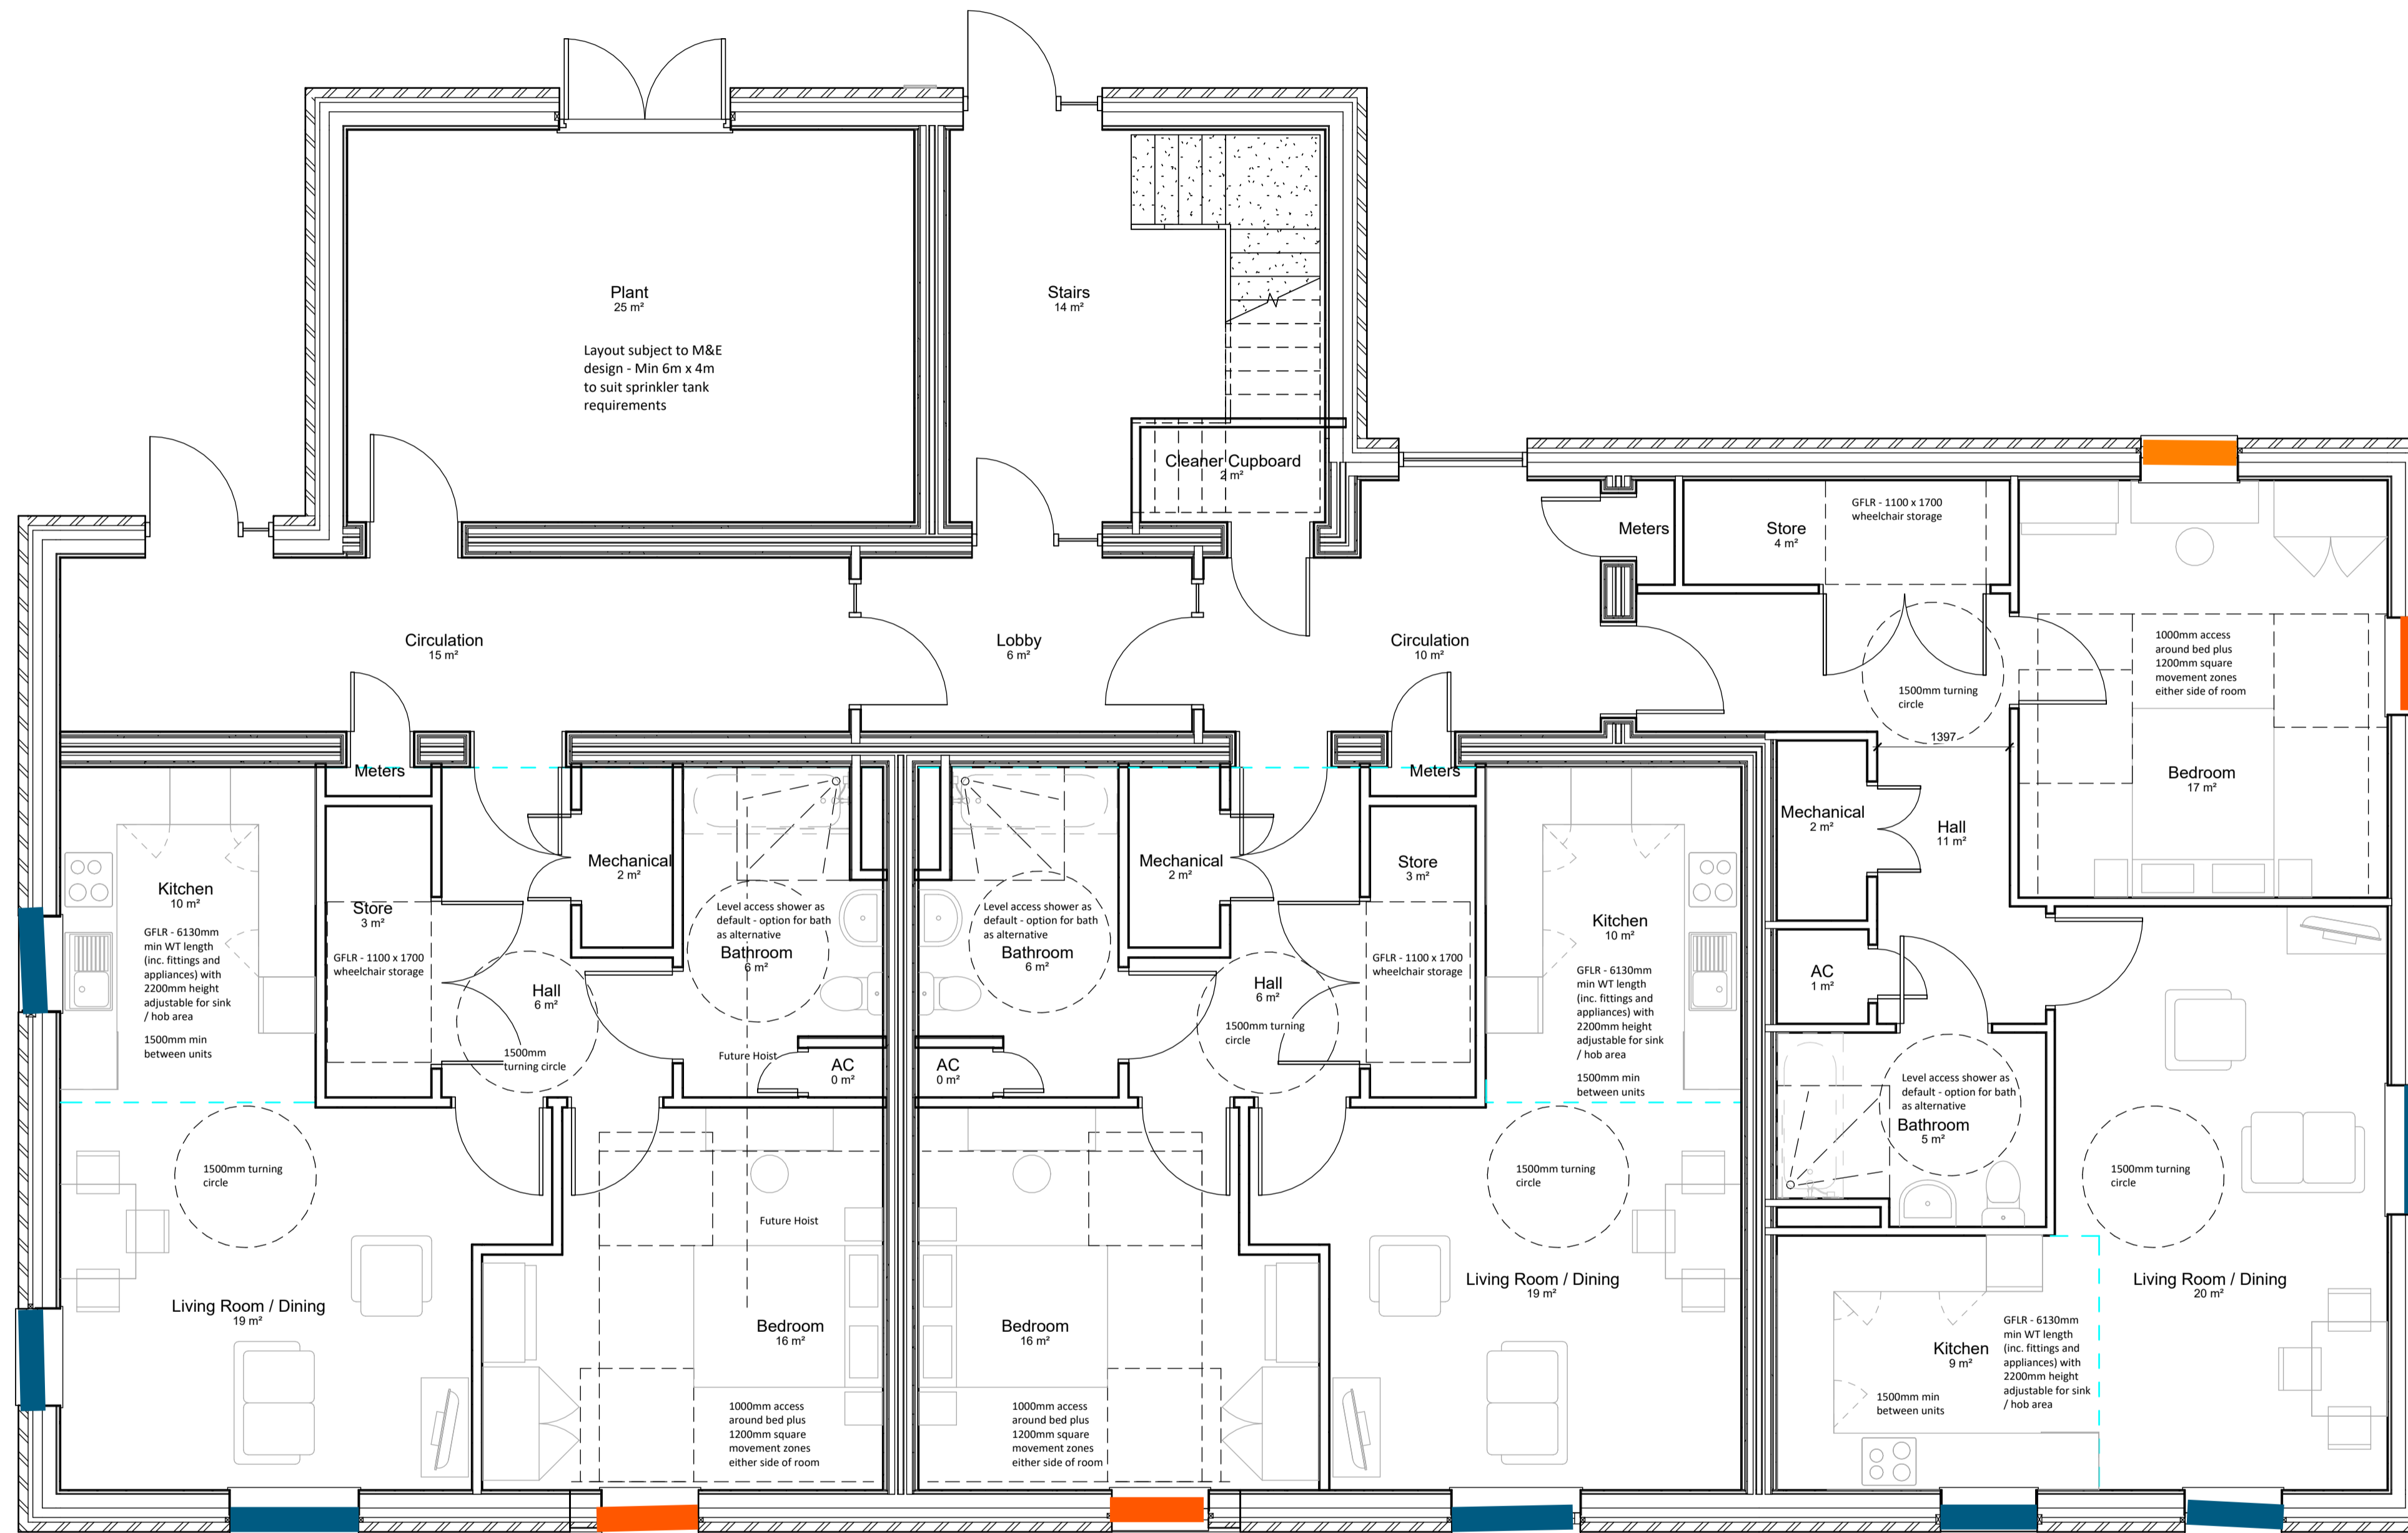 Plant
25 m²
Layout subject to M&E
design - Min 6m x 4m
to suit sprinkler tank
requirements
Stairs
14 m²
Cleaner Cupboard
2 m²
Meters
Store
4 m²
GFLR - 1100 x 1700
wheelchair storage
Circulation
15 m²
Lobby
6 m²
Circulation
10 m²
1500mm turning
circle
1000mm access
around bed plus
1200mm square
movement zones
either side of room
1397
Bedroom
17 m²
Meters
Meters
Kitchen
10 m²
GFLR - 6130mm
min WT length
(inc. fittings and
appliances) with
2200mm height
adjustable for sink
/ hob area
1500mm min
between units
Store
3 m²
GFLR - 1100 x 1700
wheelchair storage
Mechanical
2 m²
Hall
6 m²
1500mm
turning circle
Level access shower as
default - option for bath
as alternative
Bathroom
6 m²
Future Hoist
AC
0 m²
Level access shower as
default - option for bath
as alternative
Bathroom
6 m²
AC
0 m²
Mechanical
2 m²
Hall
6 m²
1500mm turning
circle
Store
3 m²
GFLR - 1100 x 1700
wheelchair storage
Kitchen
10 m²
GFLR - 6130mm
min WT length
(inc. fittings and
appliances) with
2200mm height
adjustable for sink
/ hob area
1500mm min
between units
Mechanical
2 m²
Hall
11 m²
AC
1 m²
Level access shower as
default - option for bath
as alternative
Bathroom
5 m²
1500mm turning
circle
Living Room / Dining
19 m²
Future Hoist
Bedroom
16 m²
1000mm access
around bed plus
1200mm square
movement zones
either side of room
Bedroom
16 m²
1000mm access
around bed plus
1200mm square
movement zones
either side of room
1500mm turning
circle
Living Room / Dining
19 m²
1500mm turning
circle
Living Room / Dining
20 m²
Kitchen
9 m²
GFLR - 6130mm
min WT length
(inc. fittings and
appliances) with
2200mm height
adjustable for sink
/ hob area
1500mm min
between units